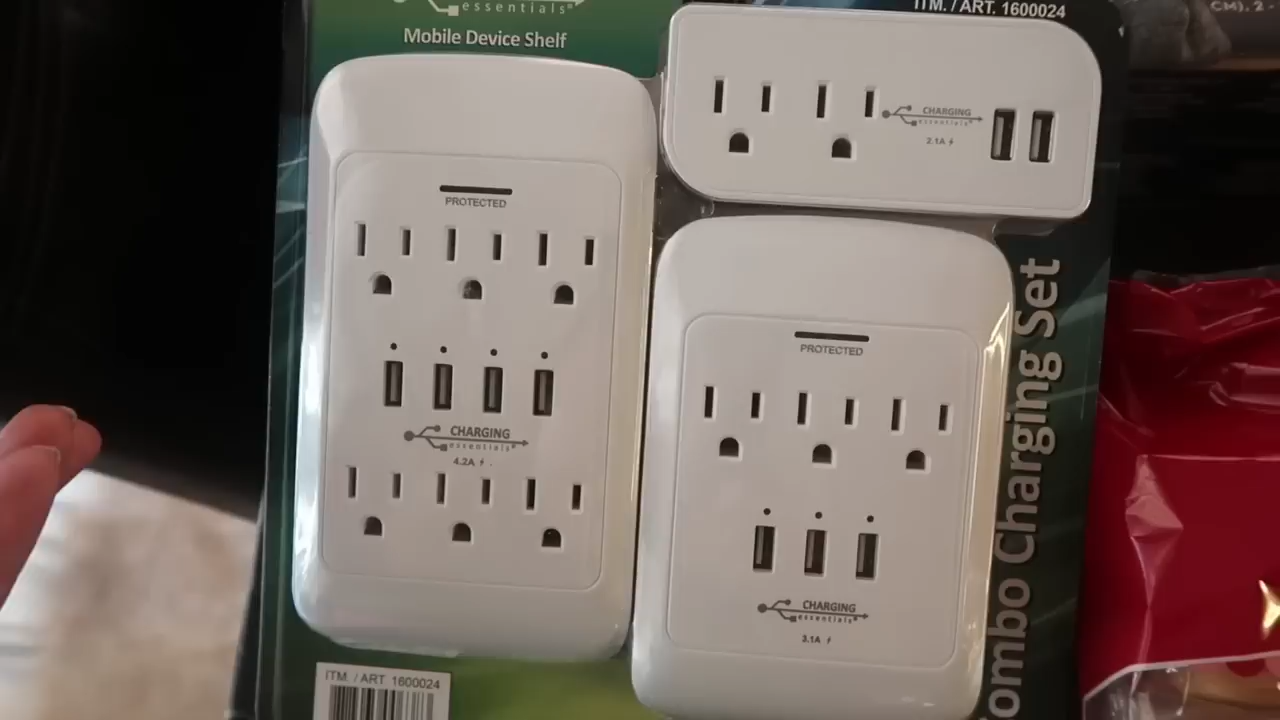 essentials®
Mobile Device Shelf
ITM. / ART. 1600024
CHARGING
essentials®
2.1A
PROTECTED
CHARGING
essentials®
4.2A
PROTECTED
CHARGING
essentials®
3.1A
Charging Set
ITM. / ART. 1600024